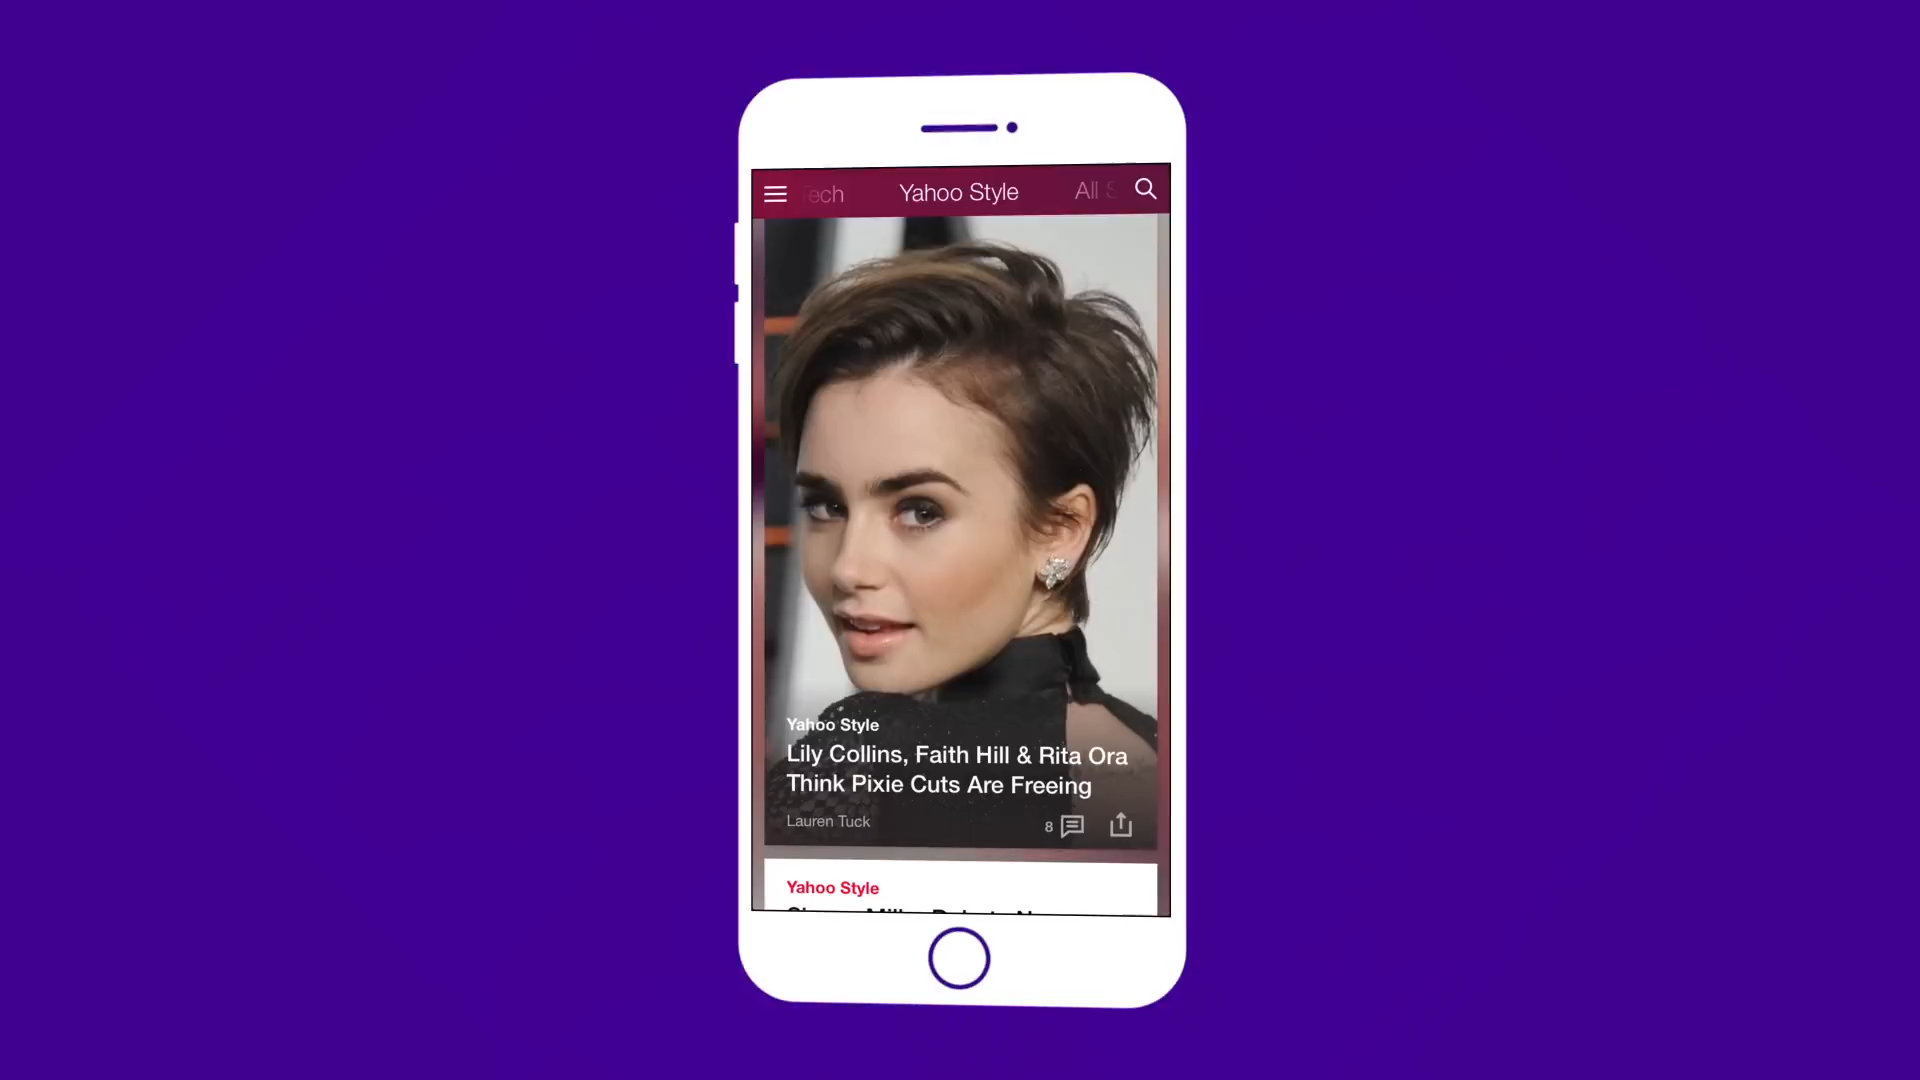 Tech Yahoo Style All S
Yahoo Style
Lily Collins, Faith Hill & Rita Ora
Think Pixie Cuts Are Freeing
Lauren Tuck 8
Yahoo Style